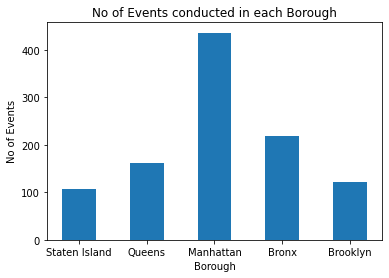 No of Events conducted in each Borough
No of Events
400
300
200
100
0
Staten Island Queens Manhattan Bronx Brooklyn
Borough